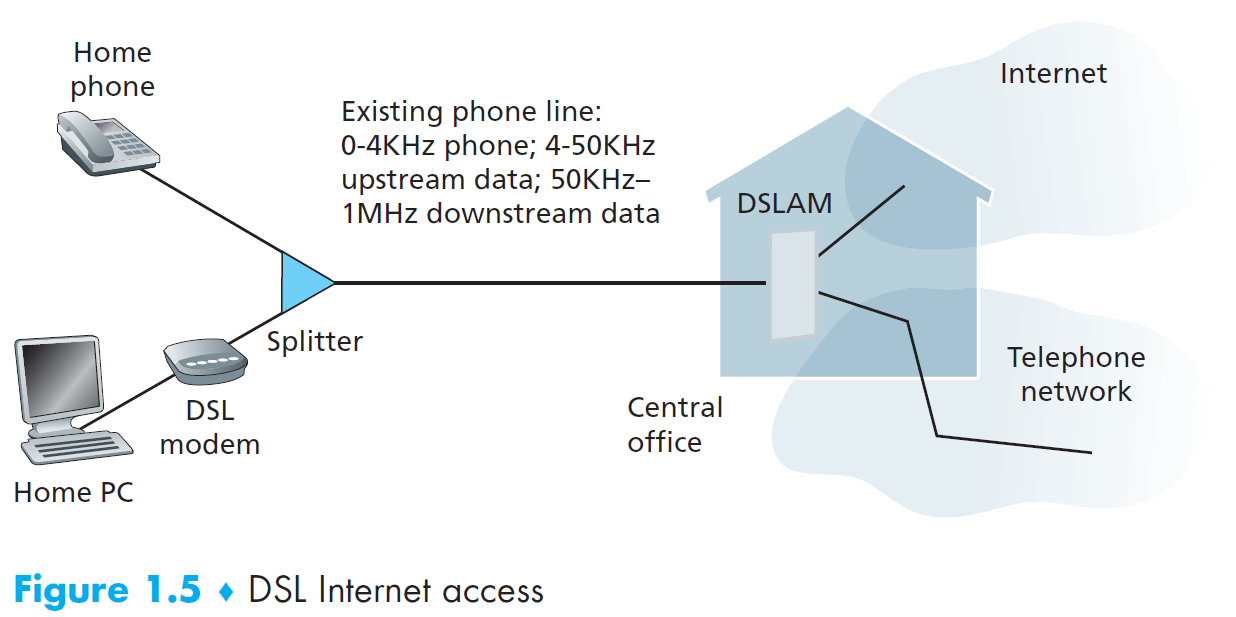 Home
phone
Existing phone line:
0-4KHz phone; 4-50KHz
upstream data; 50KHz–
1MHz downstream data
Internet
DSLAM
Splitter
Telephone
network
DSL
modem
Central
office
Home PC
Figure 1.5 ♦ DSL Internet access